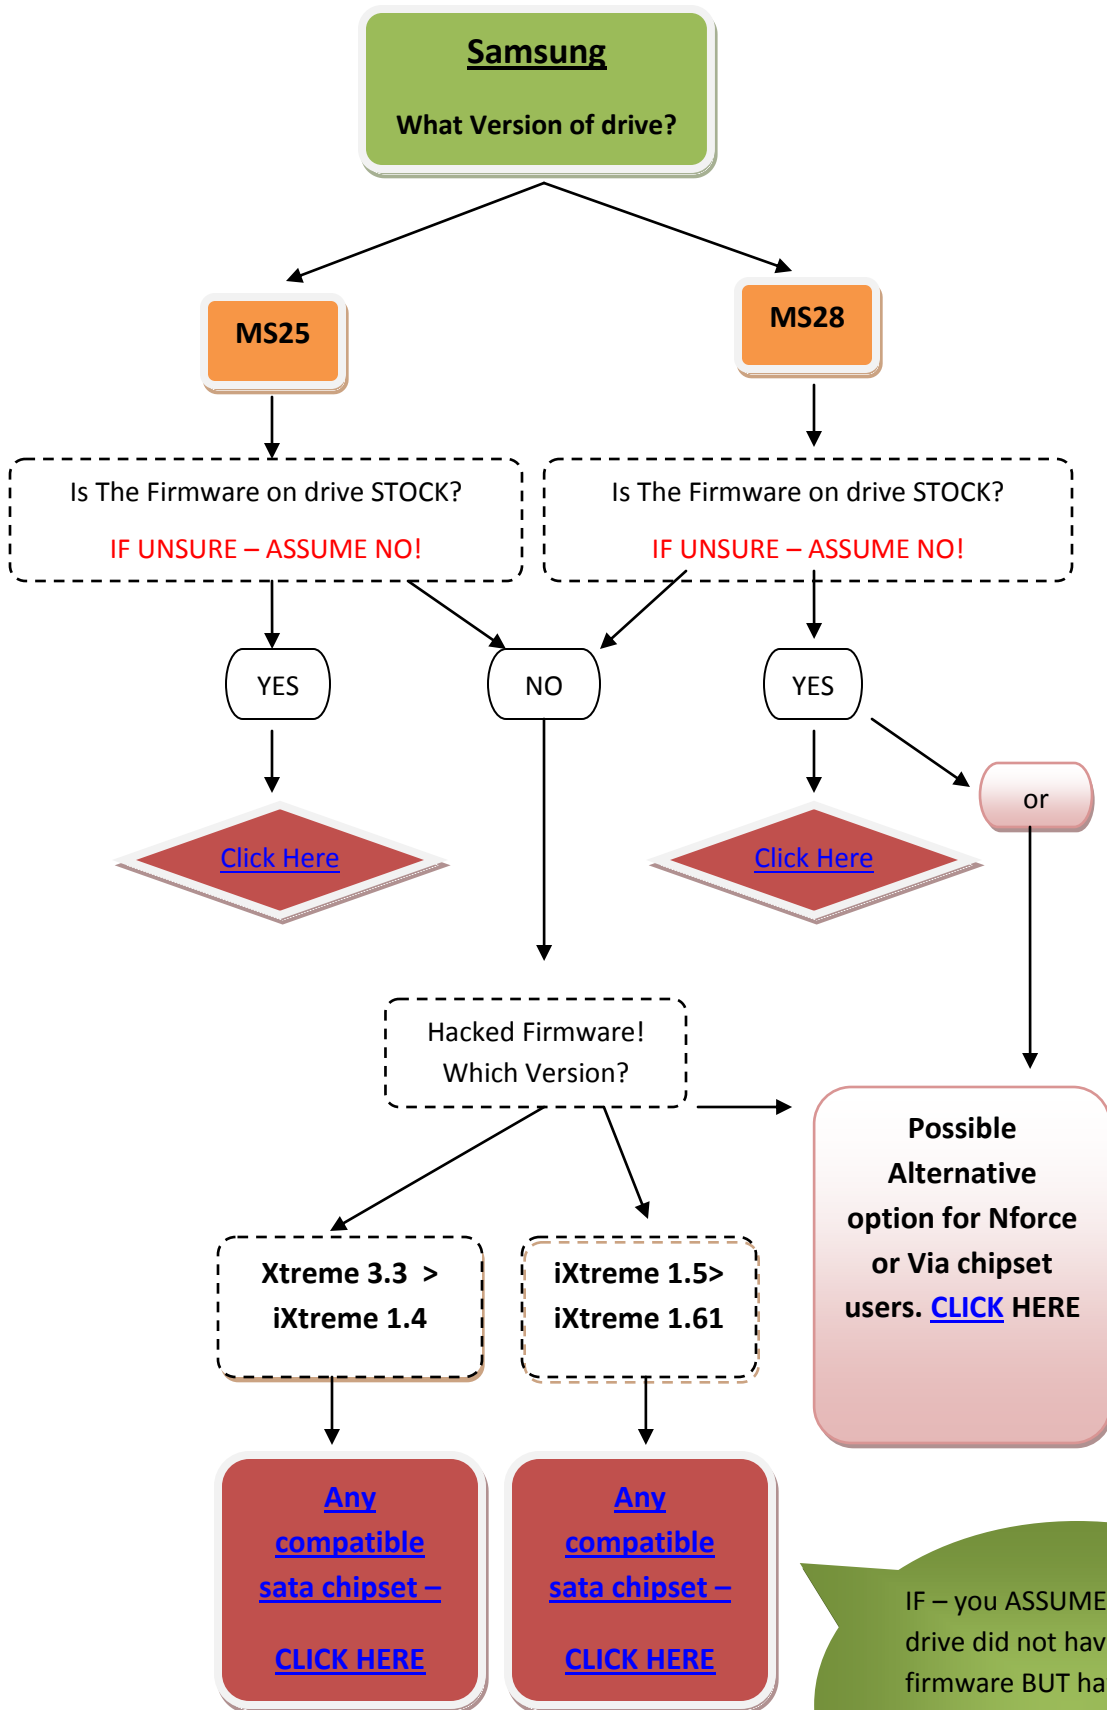 Samsung
What Version of drive?
MS25
MS28
Is The Firmware on drive STOCK?
IF UNSURE – ASSUME NO!
Is The Firmware on drive STOCK?
IF UNSURE – ASSUME NO!
YES
NO
YES
or
Click Here
Click Here
Hacked Firmware!
Which Version?
Possible
Alternative
option for Nforce
or Via chipset
users. CLICK HERE
Xtreme 3.3 >
iXtreme 1.4
iXtreme 1.5>
iXtreme 1.61
Any
compatible
sata chipset –
CLICK HERE
Any
compatible
sata chipset –
CLICK HERE
IF – you ASSUME
drive did not hav
firmware BUT ha